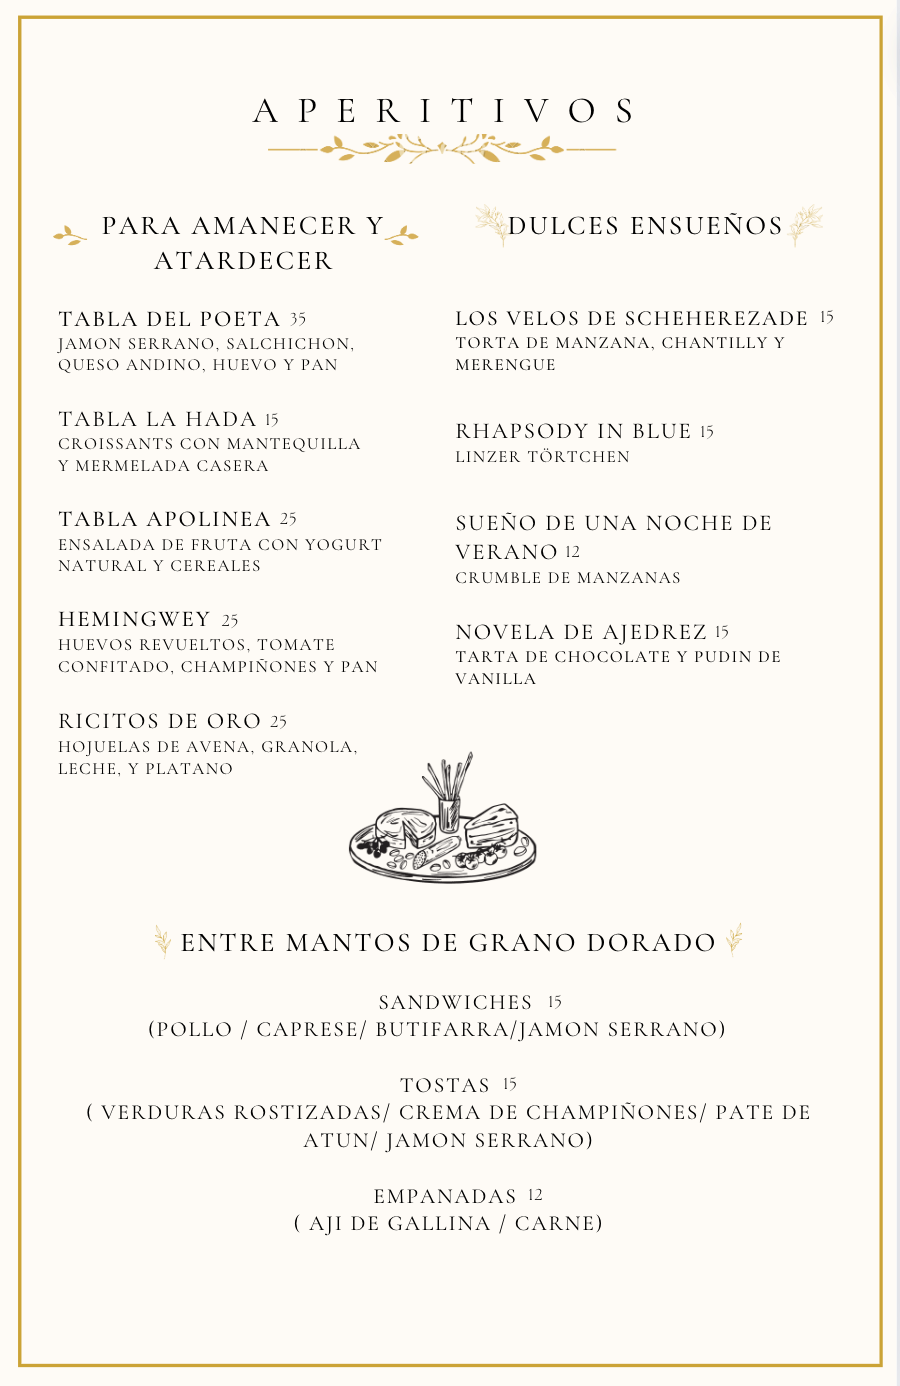 APERITIVOS
PARA AMANECER Y
ATARDECER
TABLA DEL POETA 35
JAMON SERRANO, SALCHICHON,
QUESO ANDINO, HUEVO Y PAN
TABLA LA HADA 15
CROISSANTS CON MANTEQUILLA
Y MERMELADA CASERA
TABLA APOLINEA 25
ENSALADA DE FRUTA CON YOGURT
NATURAL Y CEREALES
HEMINGWEY 25
HUEVOS REVUELTOS, TOMATE
CONFITADO, CHAMPIÑONES Y PAN
RICITOS DE ORO 25
HOJUELAS DE AVENA, GRANOLA,
LECHE, Y PLATANO
DULCES ENSUEÑOS
LOS VELOS DE SCHEHEREZADE 15
TORTA DE MANZANA, CHANTILLY Y
MERENGUE
RHAPSODY IN BLUE 15
LINZER TÖRTCHEN
SUEÑO DE UNA NOCHE DE
VERANO 12
CRUMBLE DE MANZANAS
NOVELA DE AJEDREZ 15
TARTA DE CHOCOLATE Y PUDIN DE
VANILLA
ENTRE MANTOS DE GRANO DORADO
SANDWICHES 15
(POLLO / CAPRESE/ BUTIFARRA/JAMON SERRANO)
TOSTAS 15
( VERDURAS ROSTIZADAS/ CREMA DE CHAMPIÑONES/ PATE DE
ATUN/ JAMON SERRANO)
EMPANADAS 12
( AJI DE GALLINA / CARNE)